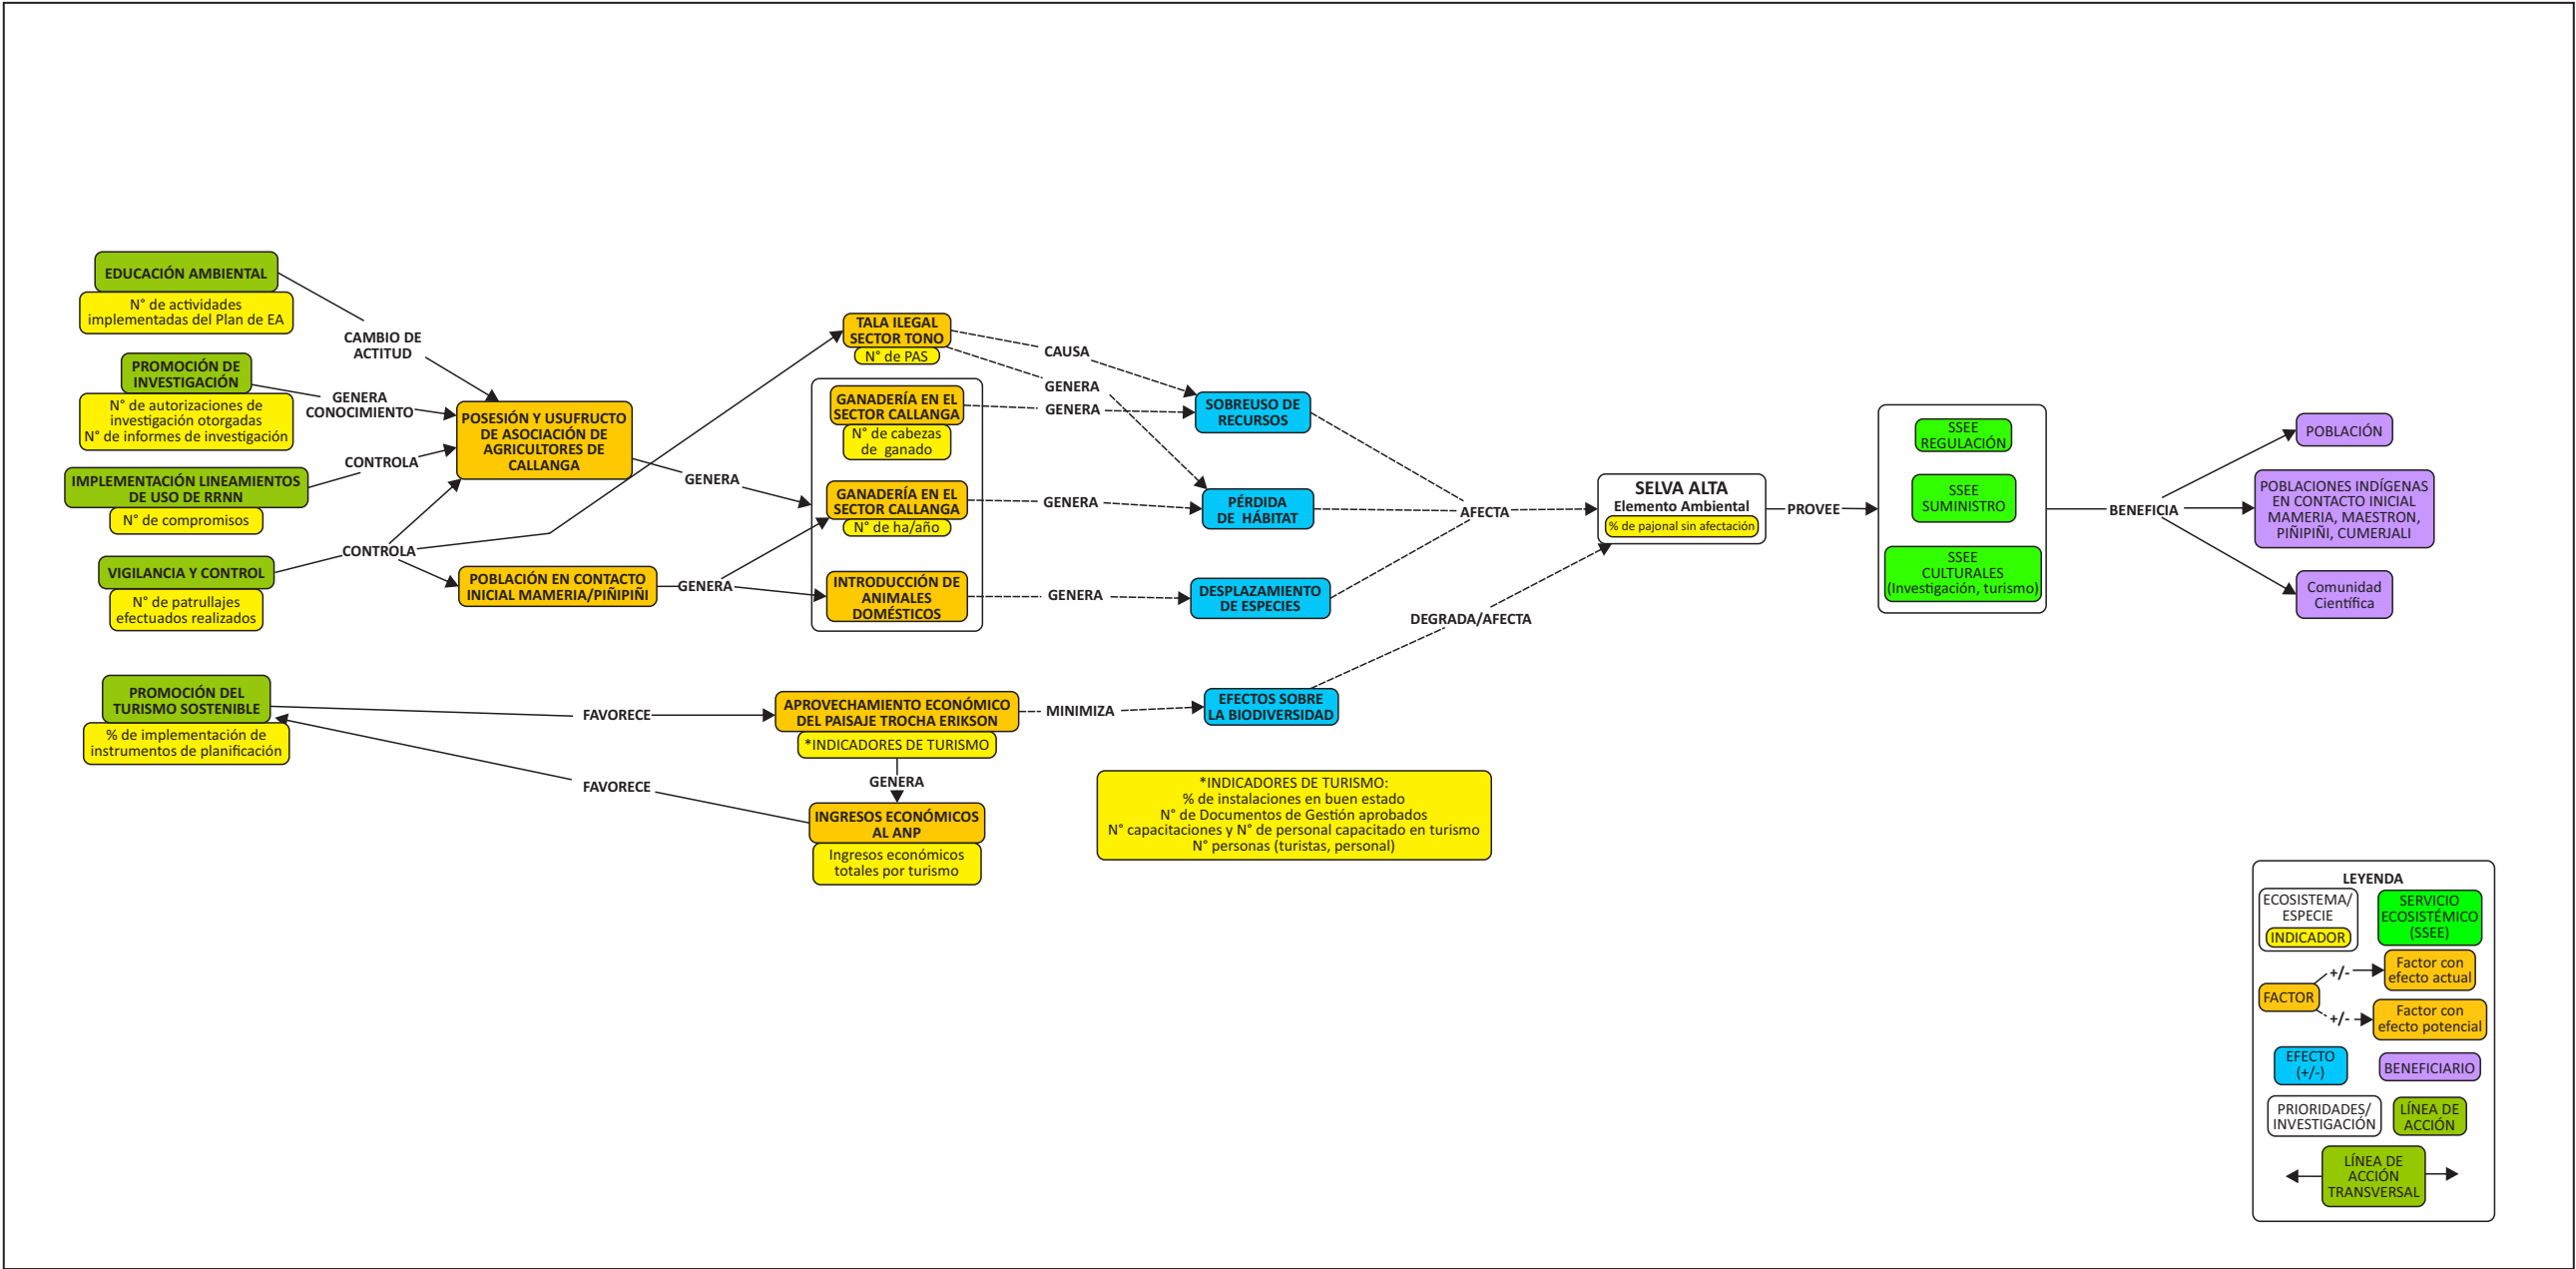 EDUCACIÓN AMBIENTAL
N° de actividades
implementadas del Plan de EA
CAMBIO DE
ACTITUD
PROMOCIÓN DE
INVESTIGACIÓN
N° de autorizaciones de
investigación otorgadas
N° de informes de investigación
GENERA
CONOCIMIENTO
IMPLEMENTACIÓN LINEAMIENTOS
DE USO DE RRNN
N° de compromisos
CONTROLA
VIGILANCIA Y CONTROL
N° de patrullajes
efectuados realizados
CONTROLA
POSESIÓN Y USUFRUCTO
DE ASOCIACIÓN DE
AGRICULTORES DE
CALLANGA
GENERA
POBLACIÓN EN CONTACTO
INICIAL MAMERIA/PIÑIPIÑI
GENERA
TALA ILEGAL
SECTOR TONO
N° de PAS
GANADERÍA EN EL
SECTOR CALLANGA
N° de cabezas
de ganado
GANADERÍA EN EL
SECTOR CALLANGA
N° de ha/año
INTRODUCCIÓN DE
ANIMALES
DOMÉSTICOS
CAUSA
GENERA
GENERA
GENERA
GENERA
SOBREUSO DE
RECURSOS
PÉRDIDA
DE HÁBITAT
DESPLAZAMIENTO
DE ESPECIES
AFECTA
DEGRADA/AFECTA
SELVA ALTA
Elemento Ambiental
% de pajonal sin afectación
PROVEE
SSEE
REGULACIÓN
SSEE
SUMINISTRO
SSEE
CULTURALES
(Investigación, turismo)
BENEFICIA
POBLACIÓN
POBLACIONES INDÍGENAS
EN CONTACTO INICIAL
MAMERIA, MAESTRON,
PIÑIPIÑI, CUMERJALI
Comunidad
Científica
PROMOCIÓN DEL
TURISMO SOSTENIBLE
% de implementación de
instrumentos de planificación
FAVORECE
FAVORECE
APROVECHAMIENTO ECONÓMICO
DEL PAISAJE TROCHA ERIKSON
*INDICADORES DE TURISMO
GENERA
INGRESOS ECONÓMICOS
AL ANP
Ingresos económicos
totales por turismo
MINIMIZA
EFECTOS SOBRE
LA BIODIVERSIDAD
*INDICADORES DE TURISMO:
% de instalaciones en buen estado
N° de Documentos de Gestión aprobados
N° capacitaciones y N° de personal capacitado en turismo
N° personas (turistas, personal)
LEYENDA
ECOSISTEMA/
ESPECIE
INDICADOR
SERVICIO
ECOSISTÉMICO
(SSEE)
FACTOR
+/-
Factor con
efecto actual
+/-
Factor con
efecto potencial
EFECTO
(+/-)
BENEFICIARIO
PRIORIDADES/
INVESTIGACIÓN
LÍNEA DE
ACCIÓN
LÍNEA DE
ACCIÓN
TRANSVERSAL